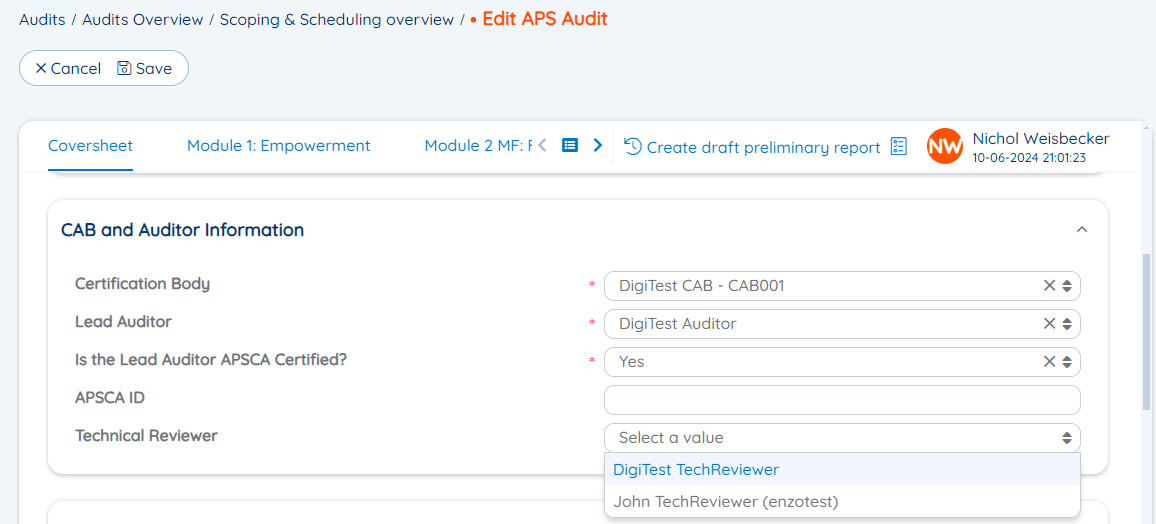 Audits / Audits Overview / Scoping & Scheduling overview / • Edit APS Audit
Cancel Save
Coversheet Module 1: Empowerment Module 2 MF: F Create draft preliminary report NW Nichol Weisbecker
10-06-2024 21:01:23
CAB and Auditor Information
Certification Body * DigiTest CAB - CAB001
Lead Auditor * DigiTest Auditor
Is the Lead Auditor APSCA Certified? * Yes
APSCA ID
Technical Reviewer Select a value
DigiTest TechReviewer
John TechReviewer (enzotest)